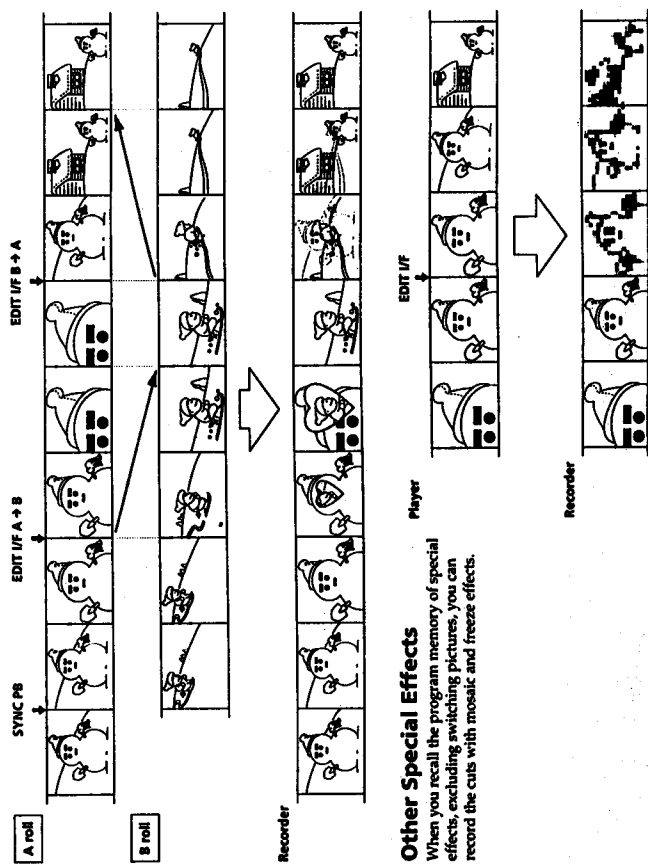 SYNC PB
EDIT I/F A → B
EDIT I/F B → A
A roll
B roll
Recorder
Other Special Effects
When you recall the program memory of special
effects, excluding switching pictures, you can
record the cuts with mosaic and freeze effects.
Player
EDIT I/F
Recorder